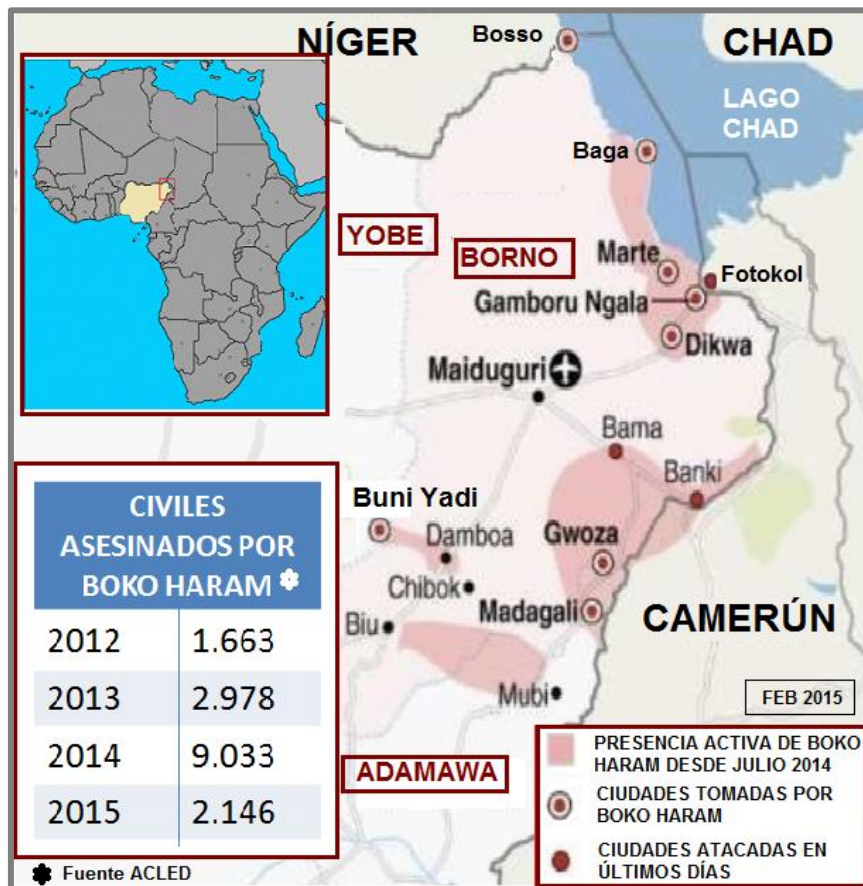 NÍGER
Bosso
CHAD
LAGO
CHAD
Baga
YOBE
BORNO
Marte
Fotokol
Gamboru Ngala
Dikwa
Maiduguri
Bama
Banki
Buni Yadi
Damboa
Gwoza
Chibok
Madagali
Biu
CAMERÚN
Mubi
FEB 2015
ADAMAWA
CIVILES
ASESINADOS POR
BOKO HARAM
2012 1.663
2013 2.978
2014 9.033
2015 2.146
Fuente ACLED
PRESENCIA ACTIVA DE BOKO
HARAM DESDE JULIO 2014
CIUDADES TOMADAS POR
BOKO HARAM
CIUDADES ATACADAS EN
ÚLTIMOS DÍAS